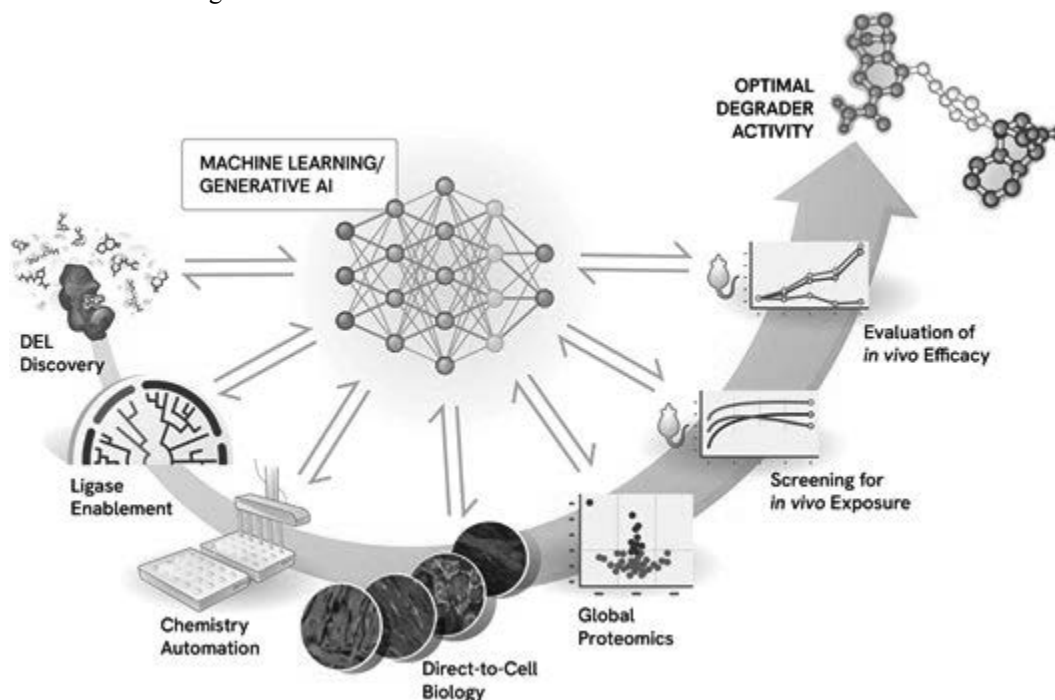 OPTIMAL
DEGRADER
ACTIVITY
MACHINE LEARNING/
GENERATIVE AI
DEL
Discovery
Ligase
Enablement
Chemistry
Automation
Direct-to-Cell
Biology
Global
Proteomics
Screening for
in vivo Exposure
Evaluation of
in vivo Efficacy